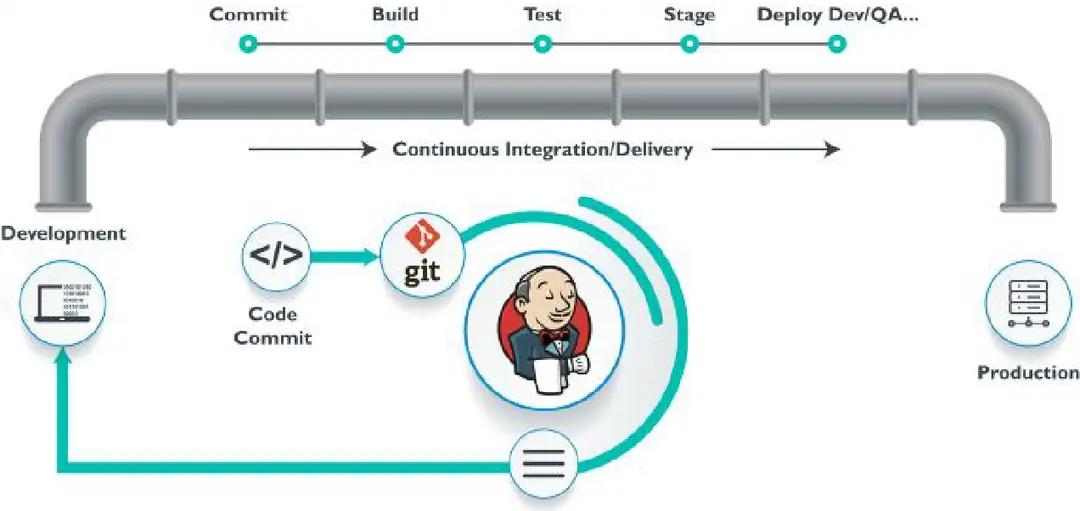 Commit
Build
Test
Stage
Deploy Dev/QA...
Continuous Integration/Delivery
Development
</>
git
Code
Commit
Production